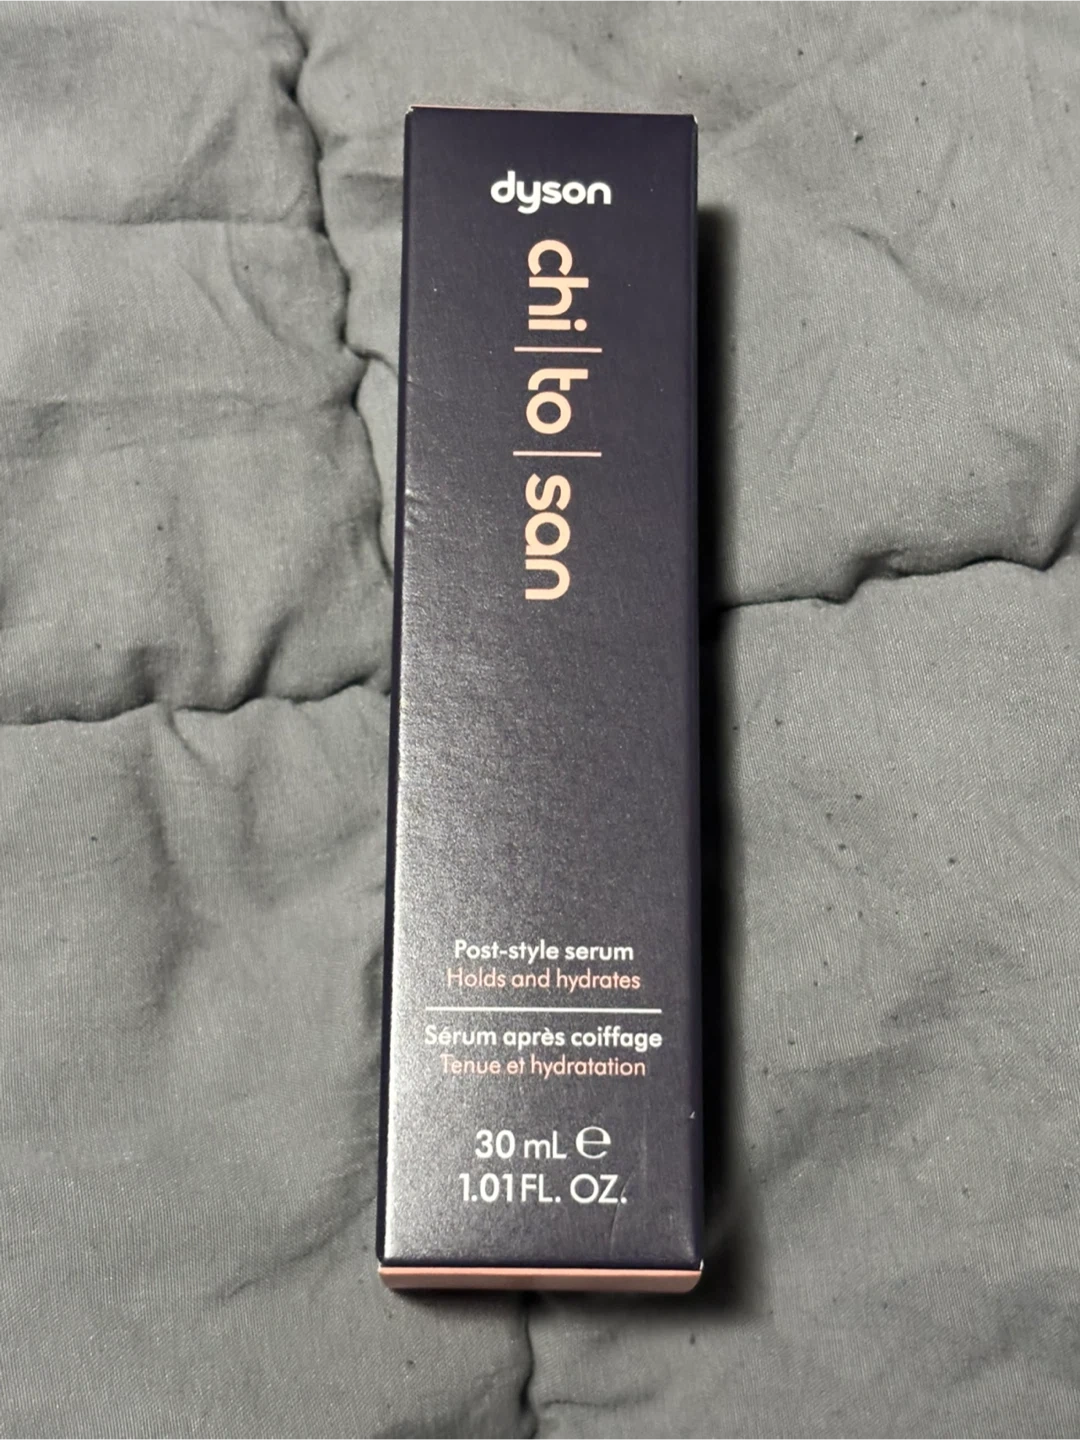 dyson
chi|to|san
Post-style serum
Holds and hydrates
Sérum après coiffage
Tenue et hydratation
30 mL ℮
1.01 FL. OZ.